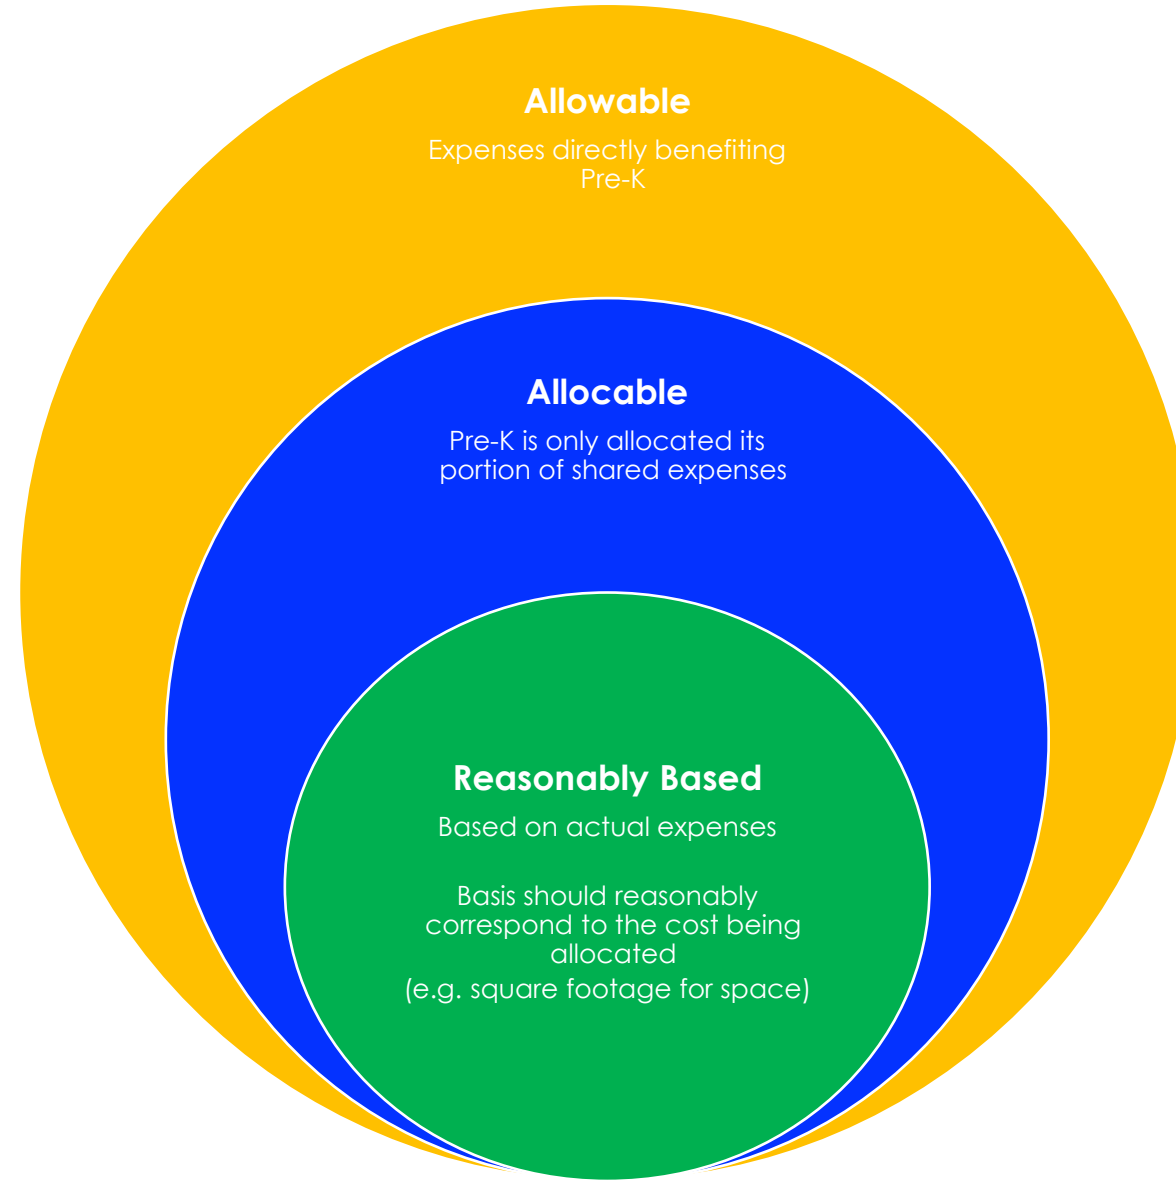 Allowable
Expenses directly benefiting
Pre-K
Allocable
Pre-K is only allocated its
portion of shared expenses
Reasonably Based
Based on actual expenses
Basis should reasonably
correspond to the cost being
allocated
(e.g. square footage for space)